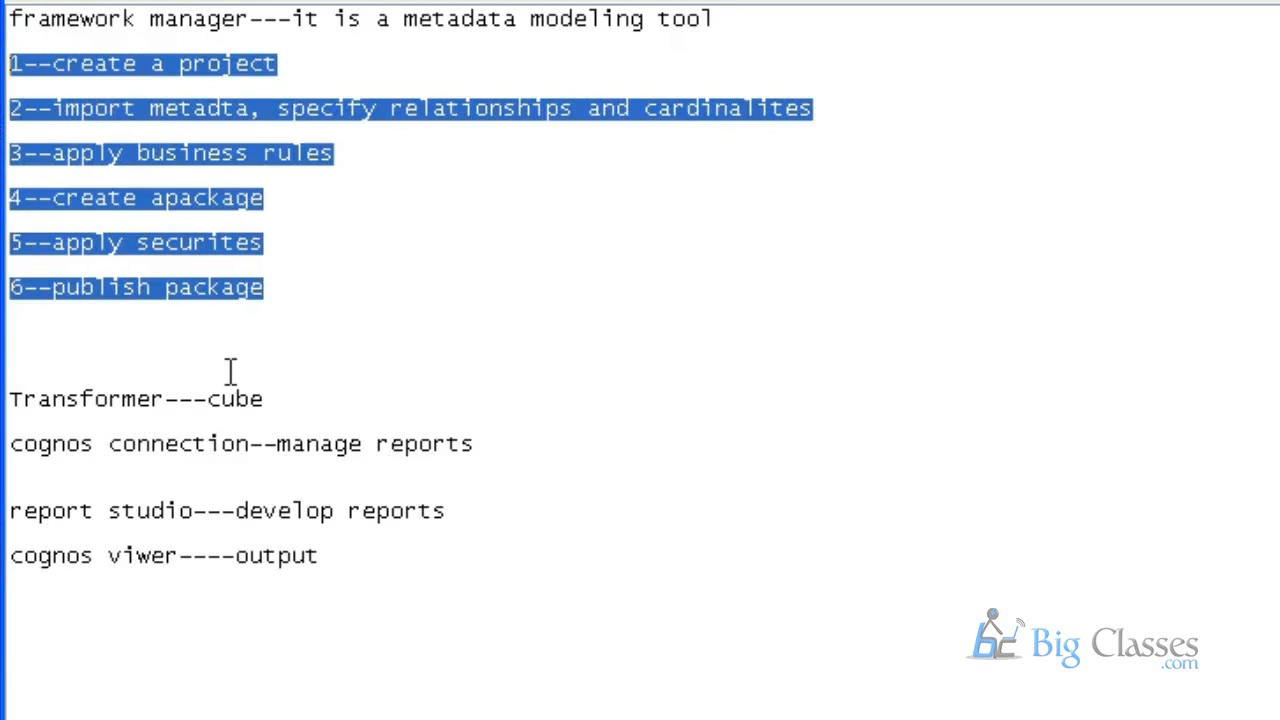 framework manager---it is a metadata modeling tool
1--create a project
2--import metadta, specify relationships and cardinalites
3--apply business rules
4--create apackage
5--apply securites
6--publish package
Transformer---cube
cognos connection--manage reports
report studio---develop reports
cognos viwer----output
bc Big Classes
.com